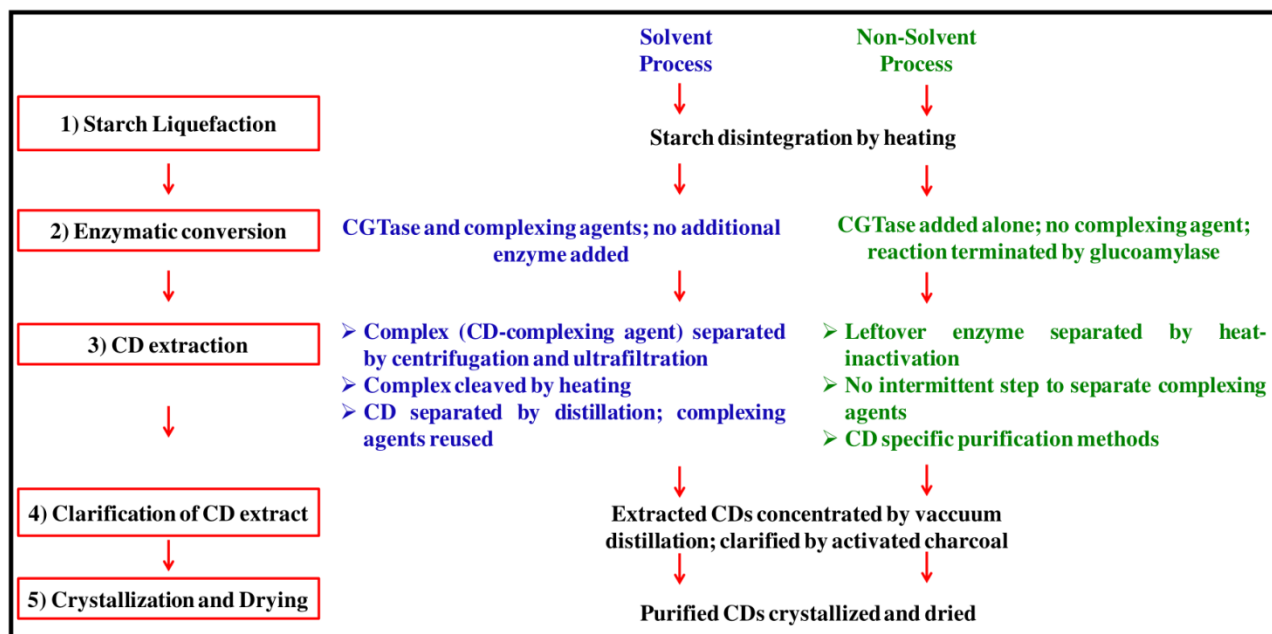 Solvent
Process
Non-Solvent
Process
1) Starch Liquefaction
Starch disintegration by heating
2) Enzymatic conversion
CGTase and complexing agents; no additional
enzyme added
CGTase added alone; no complexing agent;
reaction terminated by glucoamylase
3) CD extraction
➢ Complex (CD-complexing agent) separated
by centrifugation and ultrafiltration
➢ Complex cleaved by heating
➢ CD separated by distillation; complexing
agents reused
➢ Leftover enzyme separated by heat-
inactivation
➢ No intermittent step to separate complexing
agents
➢ CD specific purification methods
4) Clarification of CD extract
Extracted CDs concentrated by vaccuum
distillation; clarified by activated charcoal
5) Crystallization and Drying
Purified CDs crystallized and dried